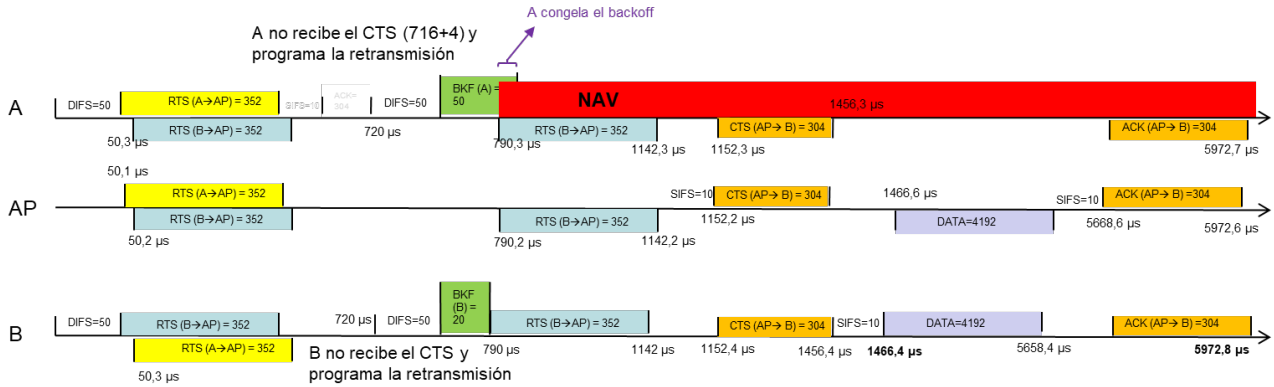 A congela el backoff
A no recibe el CTS (716+4) y
programa la retransmisión
A
DIFS=50
RTS (A→AP) = 352
SIFS=10
ACK=
304
DIFS=50
BKF (A) =
50
NAV
1456,3 µs
50,3 µs
RTS (B→AP) = 352
720 µs
790,3 µs
RTS (B→AP) = 352
1142,3 µs
CTS (AP→ B) = 304
1152,3 µs
ACK (AP→ B) =304
5972,7 µs
50,1 µs
AP
RTS (A→AP) = 352
RTS (B→AP) = 352
50,2 µs
790,2 µs
RTS (B→AP) = 352
1142,2 µs
SIFS=10
CTS (AP→ B) = 304
1152,2 µs
1466,6 µs
DATA=4192
SIFS=10
5668,6 µs
ACK (AP→ B) =304
5972,6 µs
B
DIFS=50
RTS (B→AP) = 352
RTS (A→AP) = 352
50,3 µs
720 µs
DIFS=50
BKF
(B) =
20
B no recibe el CTS y
programa la retransmisión
790 µs
RTS (B→AP) = 352
1142 µs
CTS (AP→ B) = 304
1152,4 µs
1456,4 µs
SIFS=10
1466,4 µs
DATA=4192
5658,4 µs
ACK (AP→ B) =304
5972,8 µs